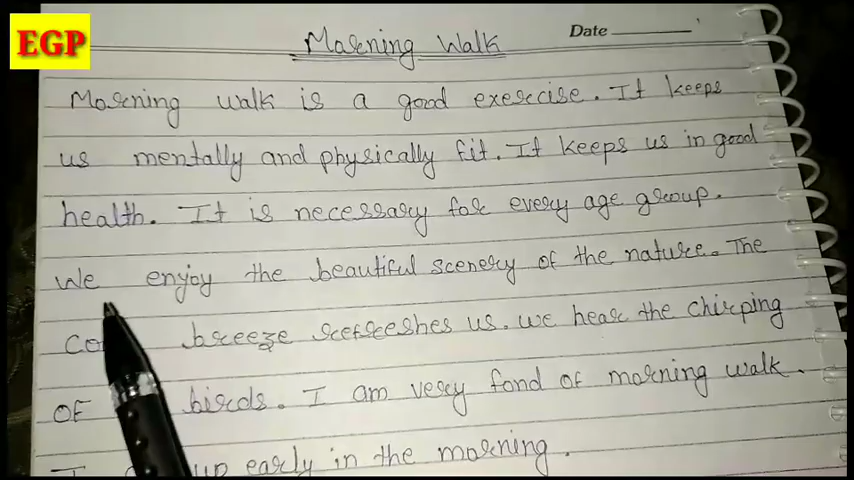 EGP
Date
Morning Walk
Morning walk is a good exercise. It keeps
us mentally and physically fit. It keeps us in good
health. It is necessary for every age group.
We enjoy the beautiful scenery of the nature. The
breeze refreshes us. we hear the chirping
of birds. I am very fond of morning walk.
up early in the morning.